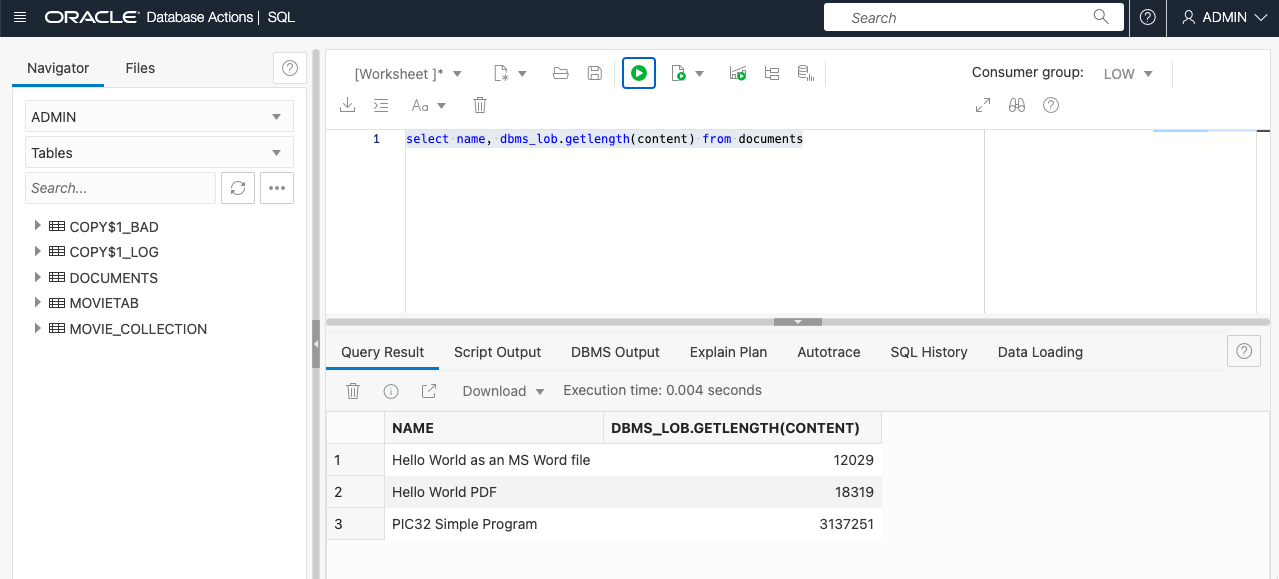 ORACLE Database Actions | SQL
Search
ADMIN
Navigator
Files
ADMIN
Tables
Search...
COPY$1_BAD
COPY$1_LOG
DOCUMENTS
MOVIETAB
MOVIE_COLLECTION
[Worksheet ]*
Consumer group: LOW
Aa
1 select name, dbms_lob.getlength(content) from documents
Query Result
Script Output
DBMS Output
Explain Plan
Autotrace
SQL History
Data Loading
Download
Execution time: 0.004 seconds
NAME DBMS_LOB.GETLENGTH(CONTENT)
1 Hello World as an MS Word file 12029
2 Hello World PDF 18319
3 PIC32 Simple Program 3137251